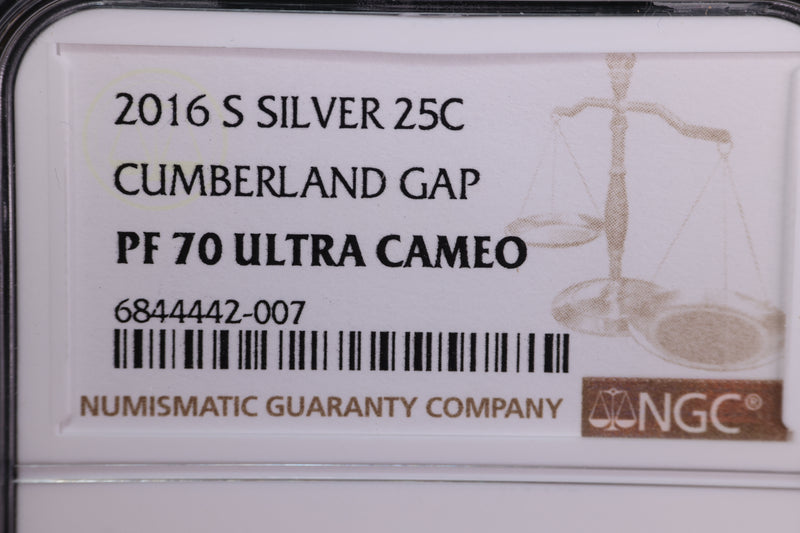 2016 S SILVER 25C
CUMBERLAND GAP
PF 70 ULTRA CAMEO
6844442-007
NUMISMATIC GUARANTY COMPANY
NGC®